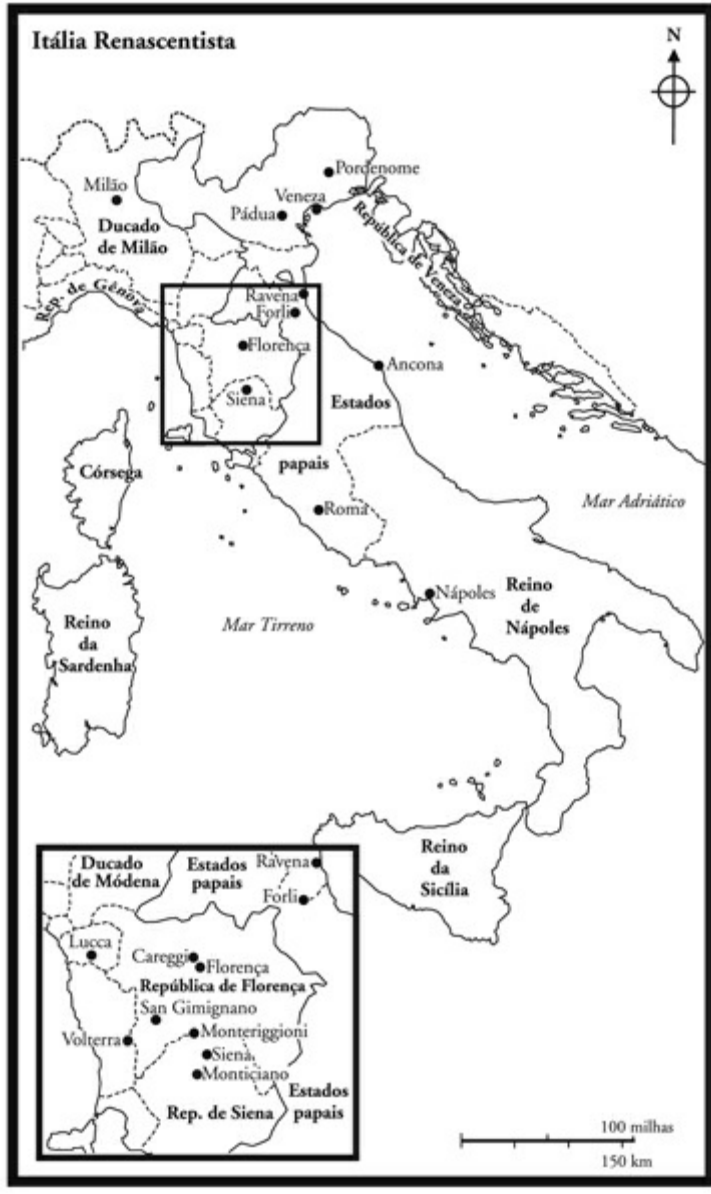 Itália Renascentista
N
Pordenome
Milão
Veneza
Pádua
Ducado
de Milão
República de Veneza
Rep. de Gênova
Ravena
Forli
Florença
Ancona
Siena
Estados
papais
Córsega
Roma
Mar Adriático
Nápoles
Reino
de
Nápoles
Mar Tirreno
Reino
da
Sardenha
Reino
da
Sicília
Ducado
de Módena
Estados
papais
Ravena
Forli
Lucca
Careggi
Florença
República de Florença
San Gimignano
Monteriggioni
Volterra
Siena
Monticiano
Rep. de Siena
Estados
papais
100 milhas
150 km